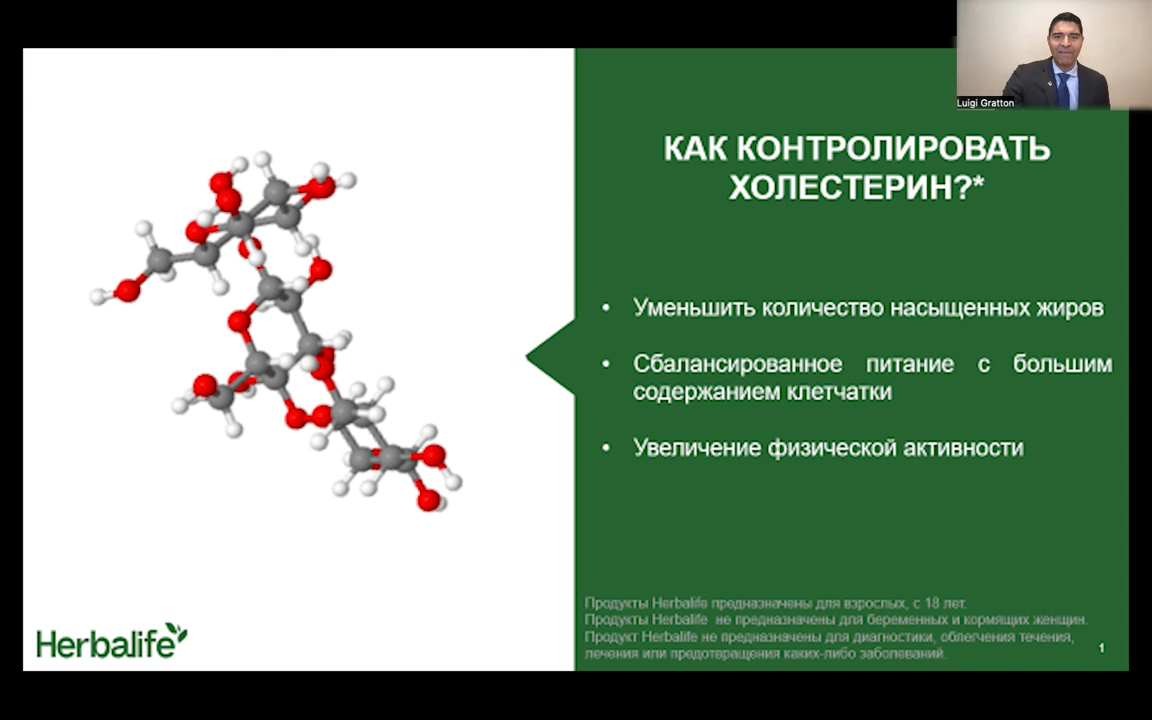 Luigi Gratton
КАК КОНТРОЛИРОВАТЬ
ХОЛЕСТЕРИН?*
• Уменьшить количество насыщенных жиров
• Сбалансированное питание с большим
содержанием клетчатки
• Увеличение физической активности
Продукты Herbalife предназначены для взрослых, с 18 лет.
Продукты Herbalife не предназначены для беременных и кормящих женщин.
Продукт Herbalife не предназначены для диагностики, облегчения течения,
лечения или предотвращения каких-либо заболеваний.
1
Herbalife